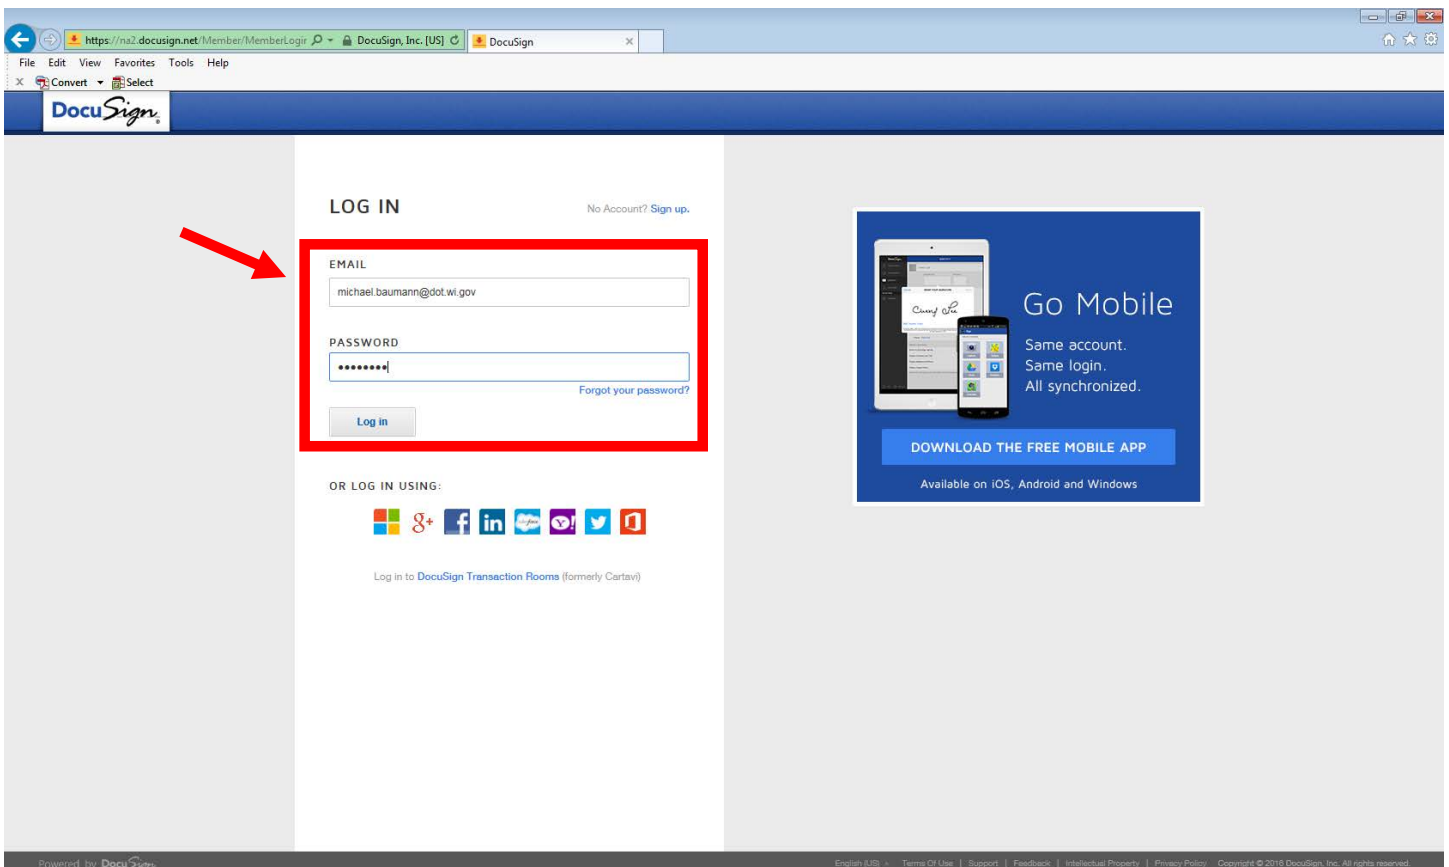 https://na2.docusign.net/Member/MemberLogir DocuSign, Inc. [US] DocuSign
File Edit View Favorites Tools Help
X Convert Select
DocuSign
LOG IN
No Account? Sign up.
EMAIL
michael.baumann@dot.wi.gov
PASSWORD
••••••••
Forgot your password?
Log in
OR LOG IN USING:
Log in to DocuSign Transaction Rooms (formerly Cartavi)
Go Mobile
Same account.
Same login.
All synchronized.
DOWNLOAD THE FREE MOBILE APP
Available on iOS, Android and Windows
Powered by DocuSign
English (US) Terms Of Use | Support | Feedback | Intellectual Property | Privacy Policy Copyright © 2016 DocuSign, Inc. All rights reserved.